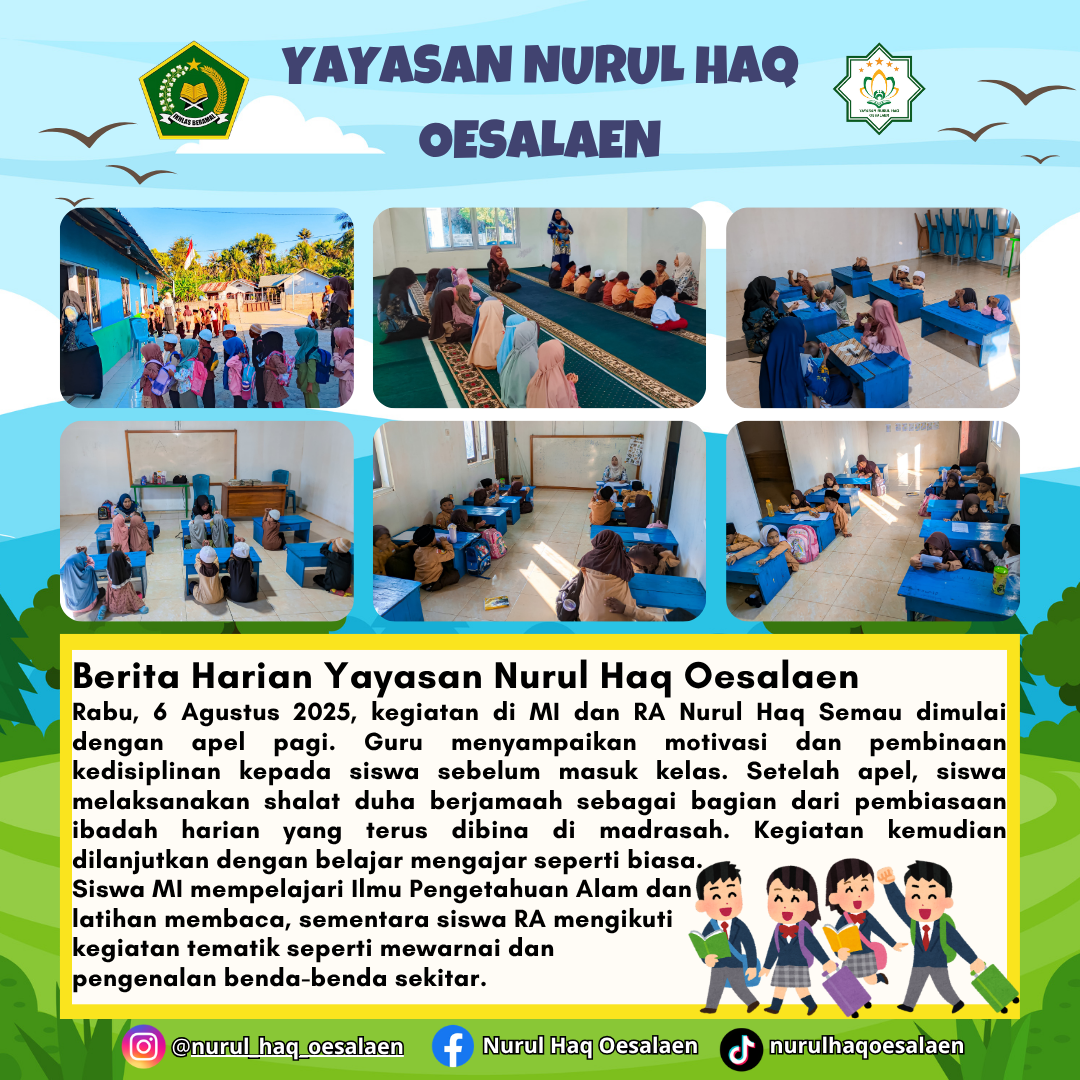 YAYASAN NURUL HAQ
OESALAEN
IKHLAS BERAMAL
YAYASAN NURUL HAQ
OESALAEN
Berita Harian Yayasan Nurul Haq Oesalaen
Rabu, 6 Agustus 2025, kegiatan di MI dan RA Nurul Haq Semau dimulai
dengan apel pagi. Guru menyampaikan motivasi dan pembinaan
kedisiplinan kepada siswa sebelum masuk kelas. Setelah apel, siswa
melaksanakan shalat duha berjamaah sebagai bagian dari pembiasaan
ibadah harian yang terus dibina di madrasah. Kegiatan kemudian
dilanjutkan dengan belajar mengajar seperti biasa.
Siswa MI mempelajari Ilmu Pengetahuan Alam dan
latihan membaca, sementara siswa RA mengikuti
kegiatan tematik seperti mewarnai dan
pengenalan benda-benda sekitar.
@nurul_haq_oesalaen
Nurul Haq Oesalaen
nurulhaqoesalaen